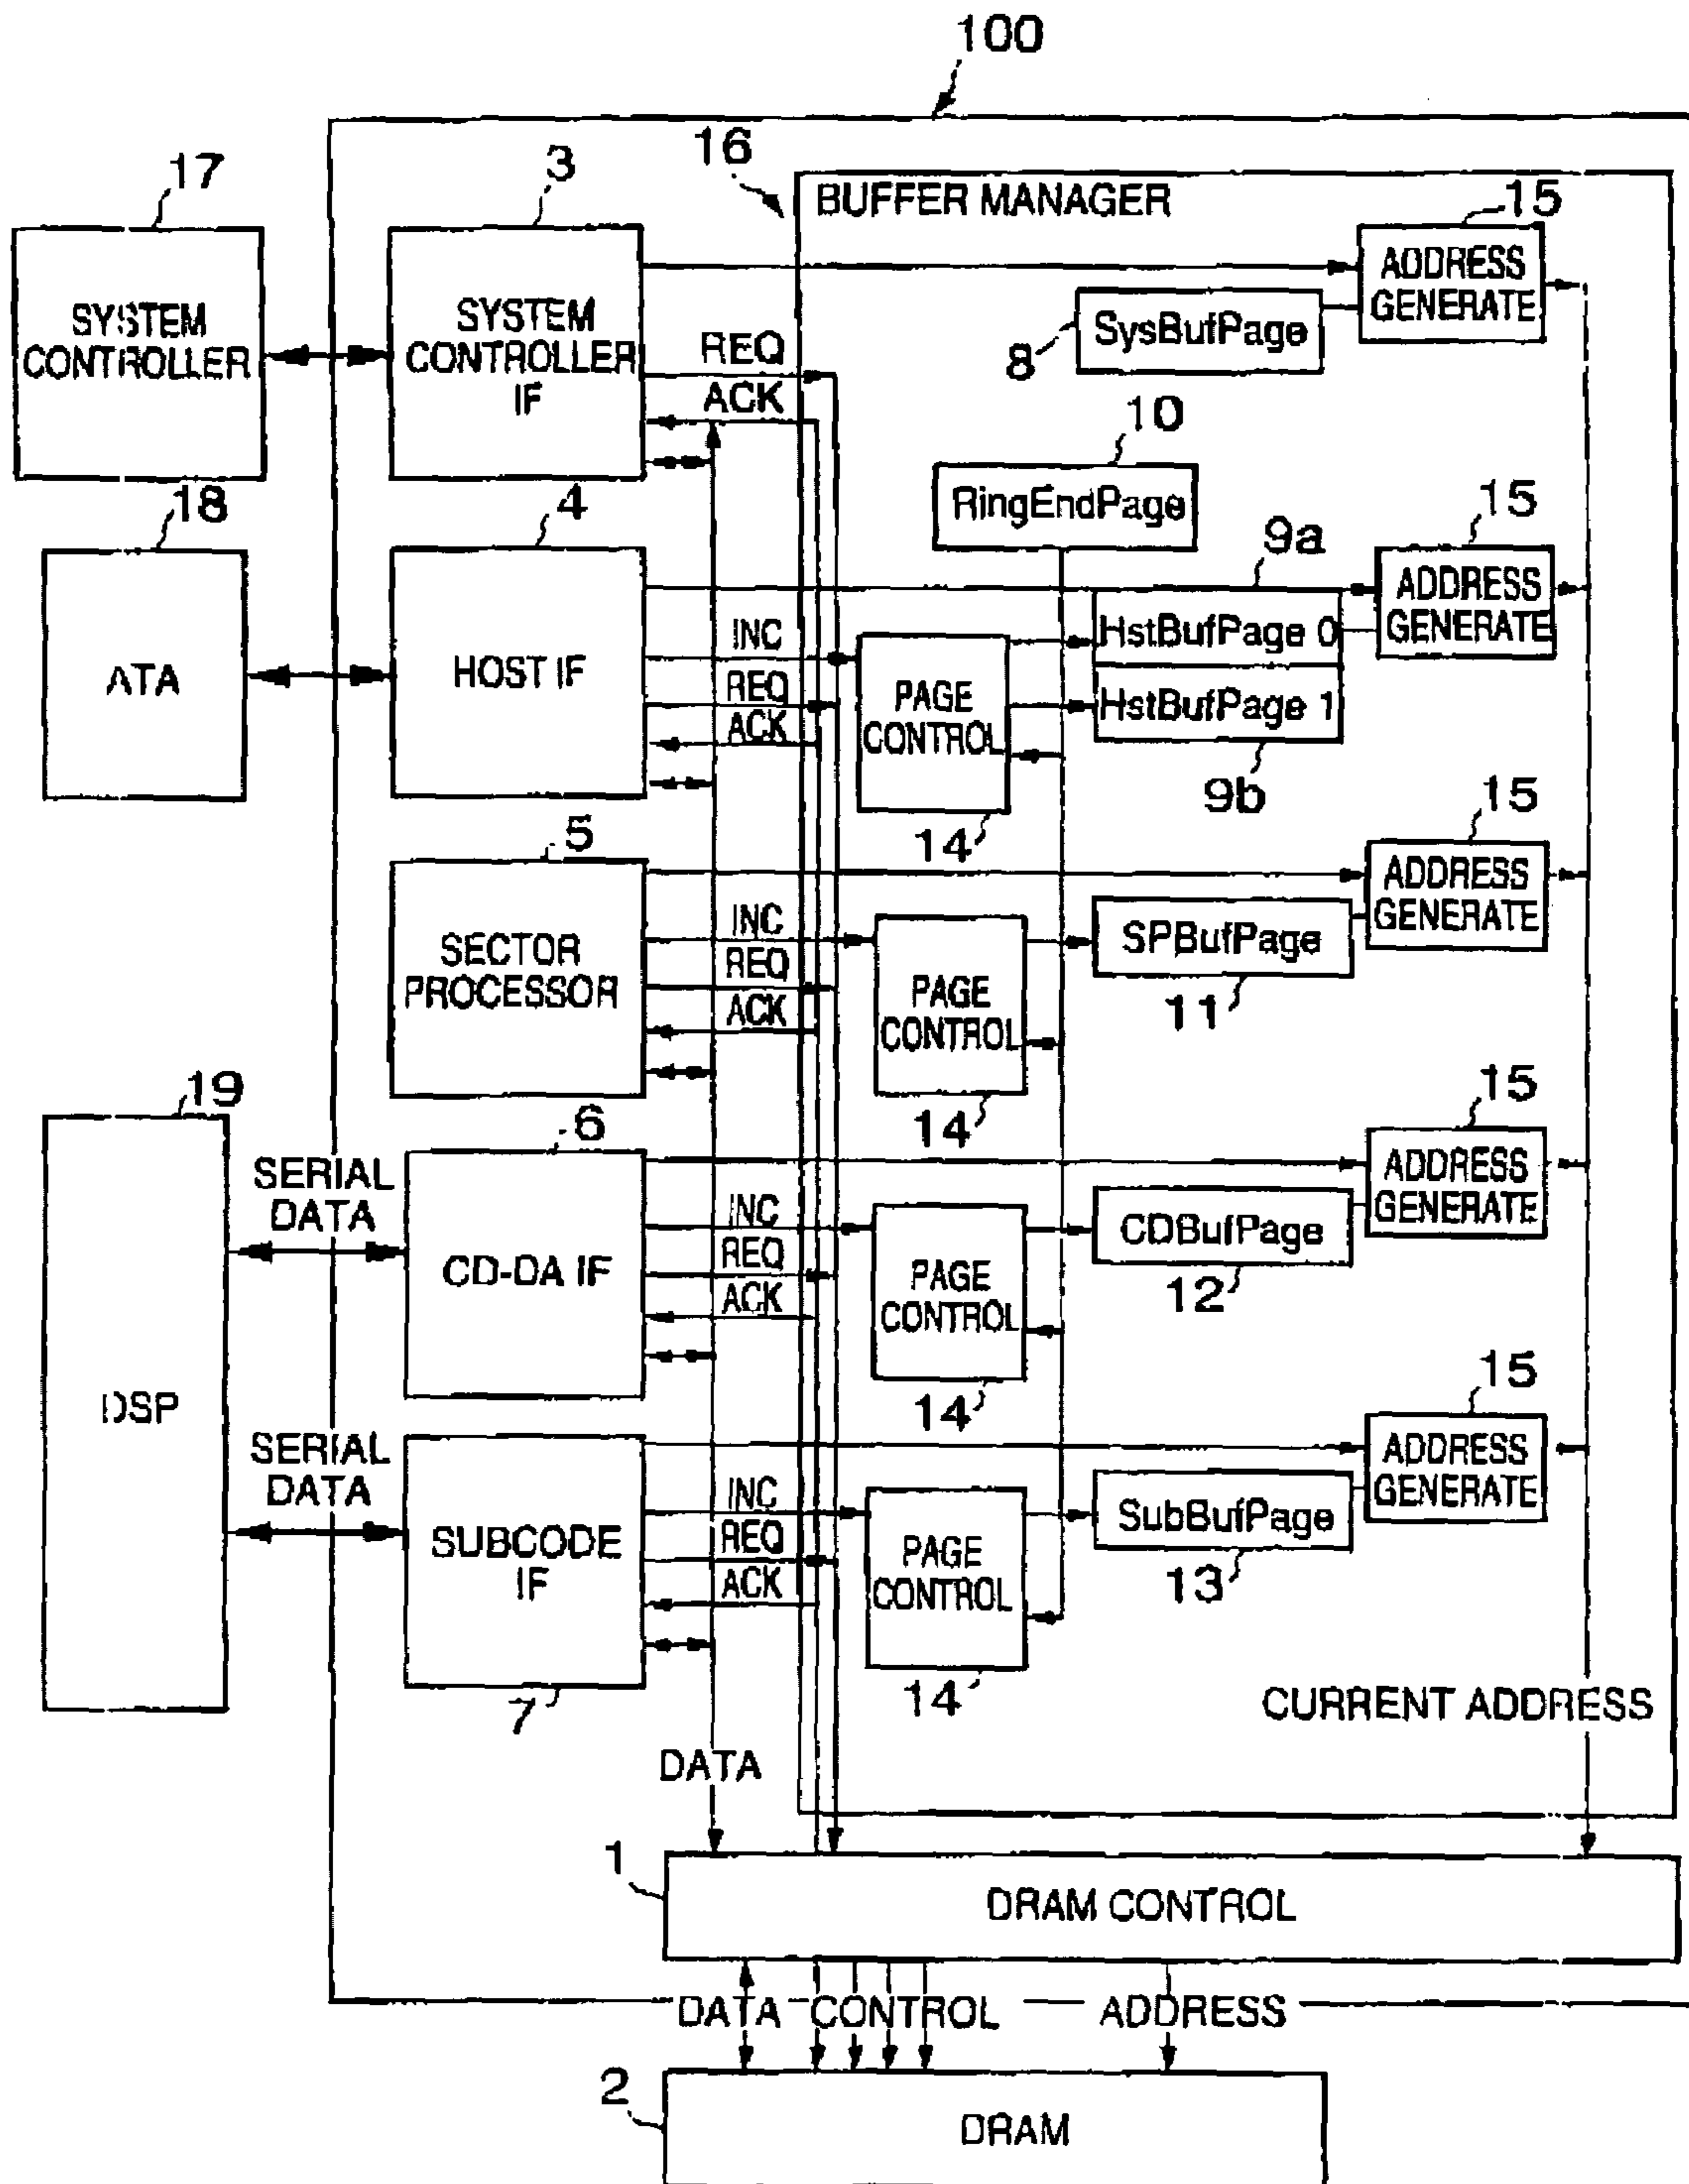 100
16
17
3
BUFFER MANAGER
15
SYSTEM
CONTROLLER
SYSTEM
CONTROLLER
IF
REQ
ACK
ADDRESS
GENERATE
8
SysBufPage
10
RingEndPage
18
4
9a
15
ATA
HOST IF
INC
REQ
ACK
PAGE
CONTROL
HstBufPage 0
HstBufPage 1
ADDRESS
GENERATE
9b
14
5
15
SECTOR
PROCESSOR
INC
REQ
ACK
PAGE
CONTROL
SPBufPage
ADDRESS
GENERATE
11
14
19
6
15
SERIAL
DATA
CD-DA IF
INC
REQ
ACK
PAGE
CONTROL
CDBufPage
ADDRESS
GENERATE
12
14
DSP
15
SERIAL
DATA
SUBCODE
IF
INC
REQ
ACK
PAGE
CONTROL
SubBufPage
ADDRESS
GENERATE
13
14
7
CURRENT ADDRESS
DATA
1
DRAM CONTROL
DATA CONTROL ADDRESS
2
DRAM